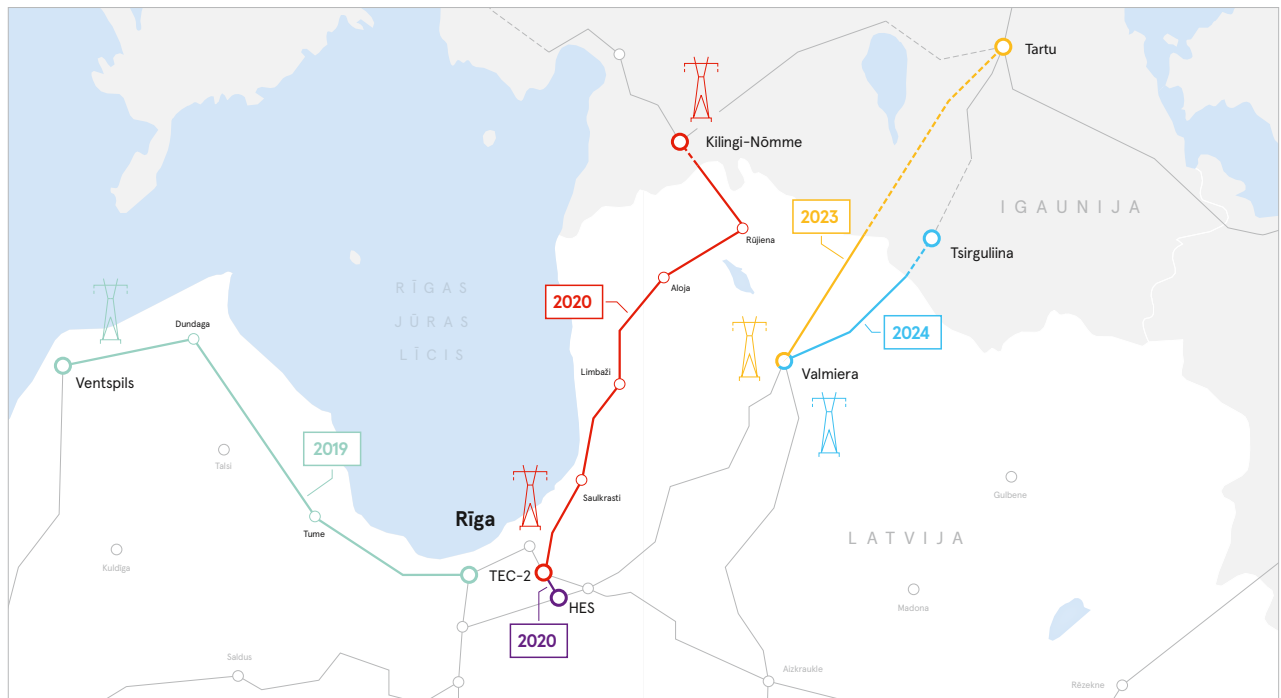 Tartu
Kilingi-Nõmme
IGAUNIJA
2023
Rūjiena
Tsirguliina
RĪGAS
JŪRAS
LĪCIS
Aloja
2020
Dundaga
2024
Limbaži
Valmiera
Ventspils
2019
Talsi
Gulbene
Saulkrasti
Rīga
Tume
LATVIJA
Kuldīga
TEC-2
HES
Madona
2020
Saldus
Aizkraukle
Rēzekne